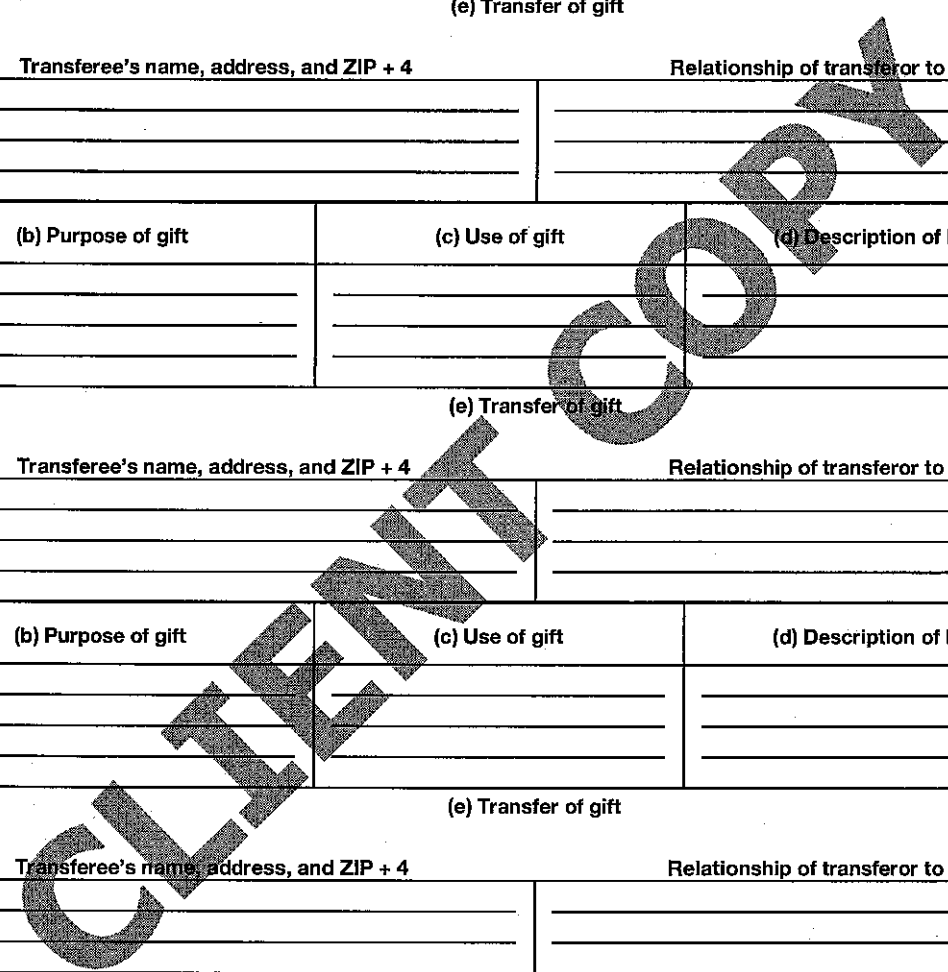 (e) Transfer of gift
Transferee's name, address, and ZIP + 4 Relationship of transferor to
(b) Purpose of gift (c) Use of gift (d) Description of
(e) Transfer of gift
Transferee's name, address, and ZIP + 4 Relationship of transferor to
(b) Purpose of gift (c) Use of gift (d) Description of
(e) Transfer of gift
Transferee's name, address, and ZIP + 4 Relationship of transferor to
CLIENT COPY